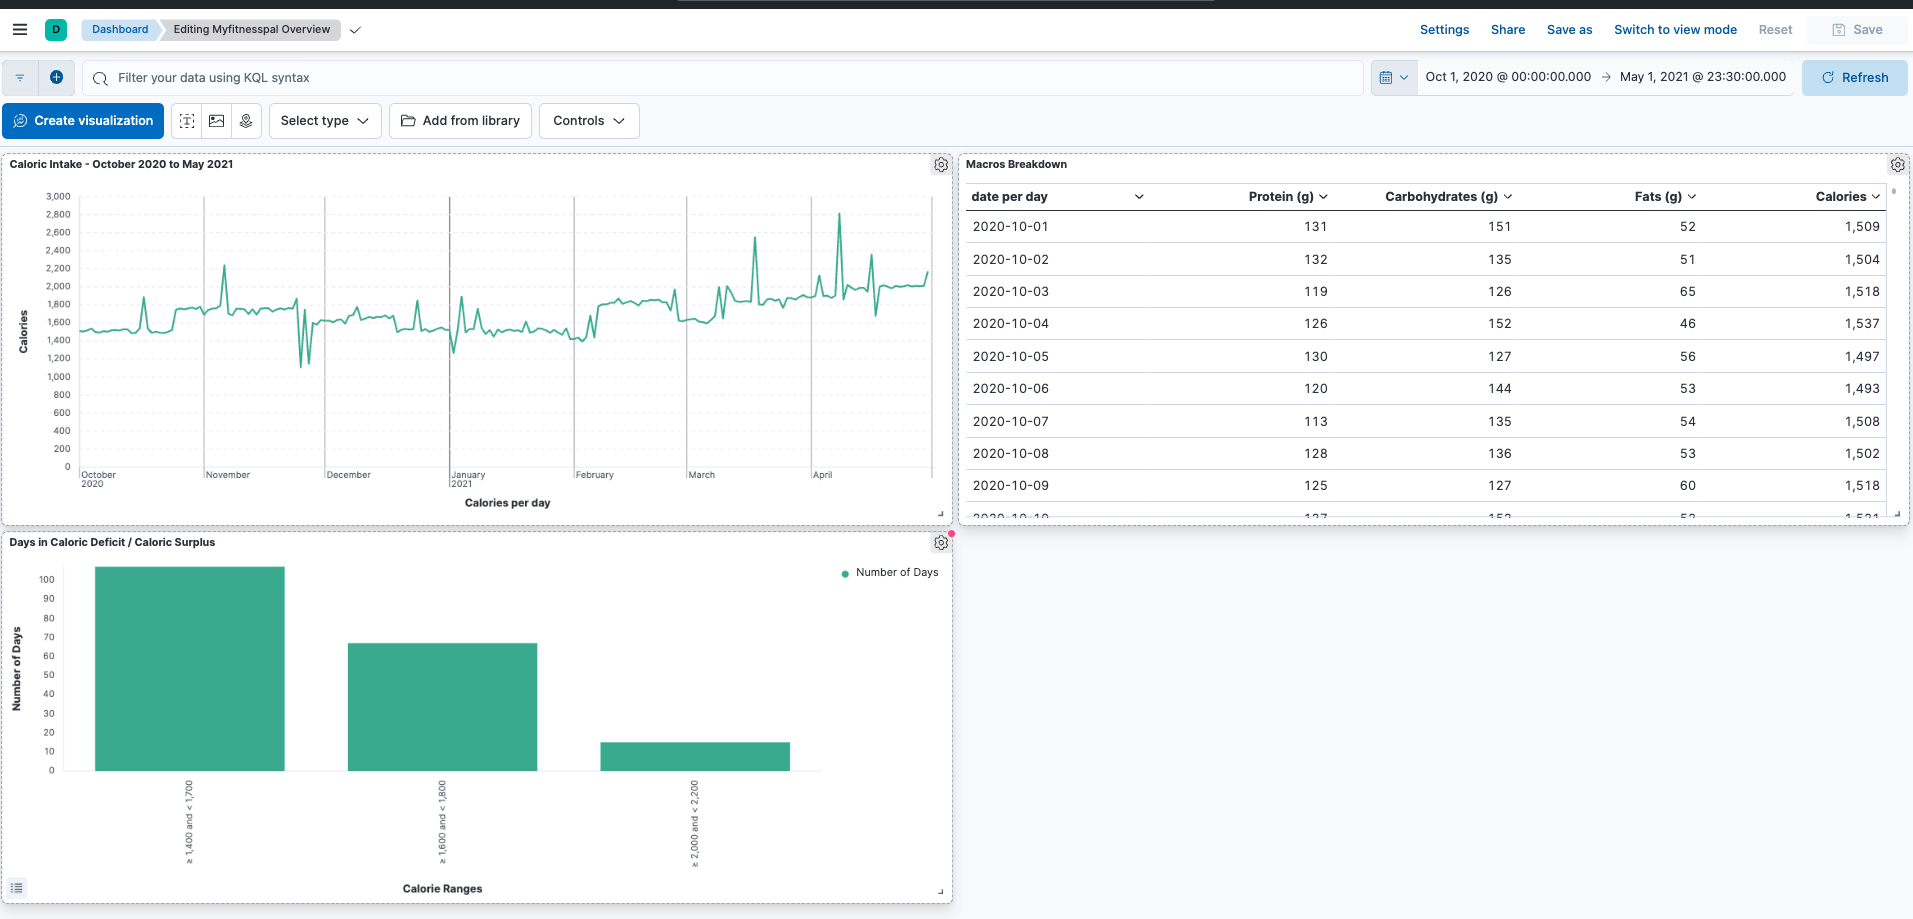 D Dashboard Editing Myfitnesspal Overview Settings Share Save as Switch to view mode Reset Save
Filter your data using KQL syntax Oct 1, 2020 @ 00:00:00.000 → May 1, 2021 @ 23:30:00.000 Refresh
Create visualization Select type Add from library Controls
Caloric Intake - October 2020 to May 2021
3,000
2,800
2,600
2,400
2,200
2,000
1,800
1,600
1,400
1,200
1,000
800
600
400
200
0
Calories
October November December January February March April
2020 2021
Calories per day
Macros Breakdown
date per day Protein (g) Carbohydrates (g) Fats (g) Calories
2020-10-01 131 151 52 1,509
2020-10-02 132 135 51 1,504
2020-10-03 119 126 65 1,518
2020-10-04 126 152 46 1,537
2020-10-05 130 127 56 1,497
2020-10-06 120 144 53 1,493
2020-10-07 113 135 54 1,508
2020-10-08 128 136 53 1,502
2020-10-09 125 127 60 1,518
Days in Caloric Deficit / Caloric Surplus
Number of Days
100
90
80
70
60
50
40
30
20
10
0
Number of Days
≥ 1,400 and < 1,700
≥ 1,600 and < 1,800
≥ 2,000 and < 2,200
Calorie Ranges